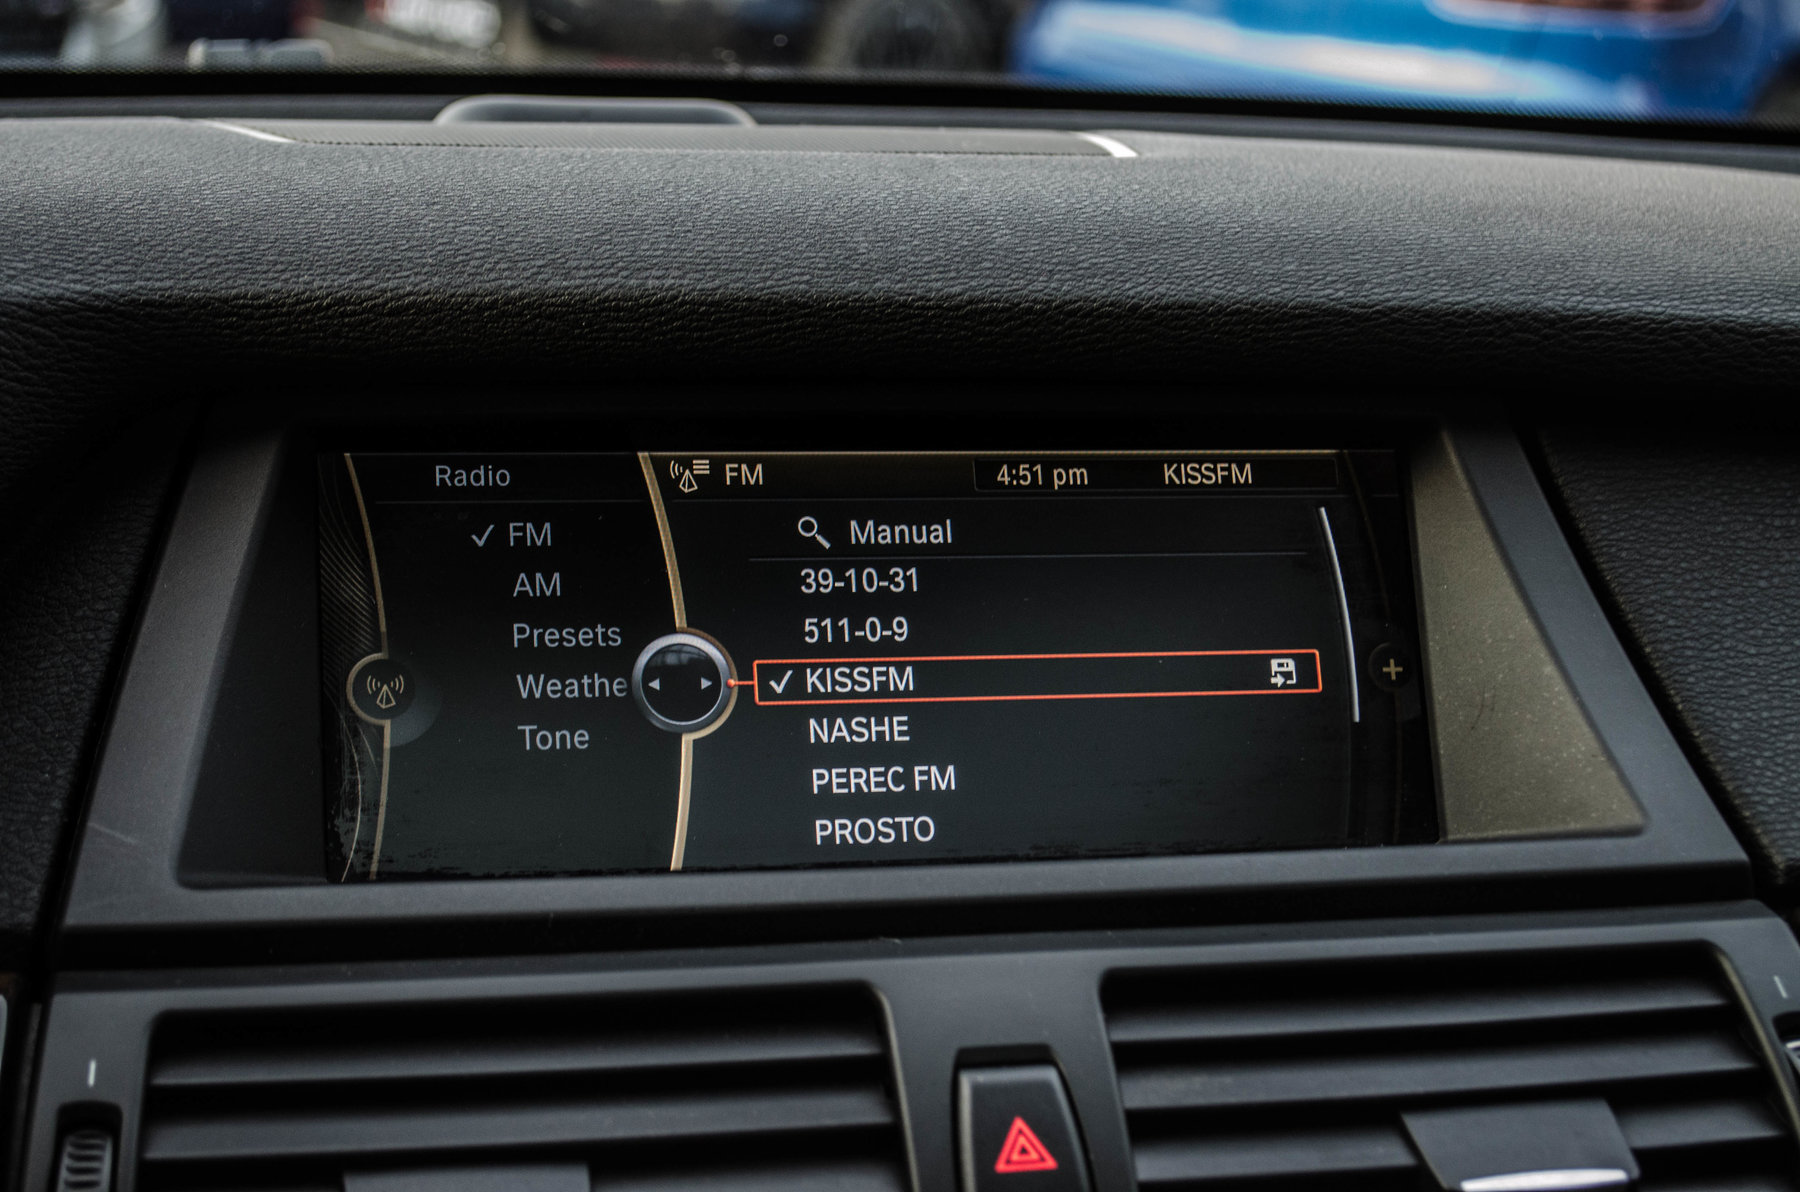 Radio
FM
AM
Presets
Weathe
Tone
FM 4:51 pm KISSFM
Manual
39-10-31
511-0-9
KISSFM
NASHE
PEREC FM
PROSTO